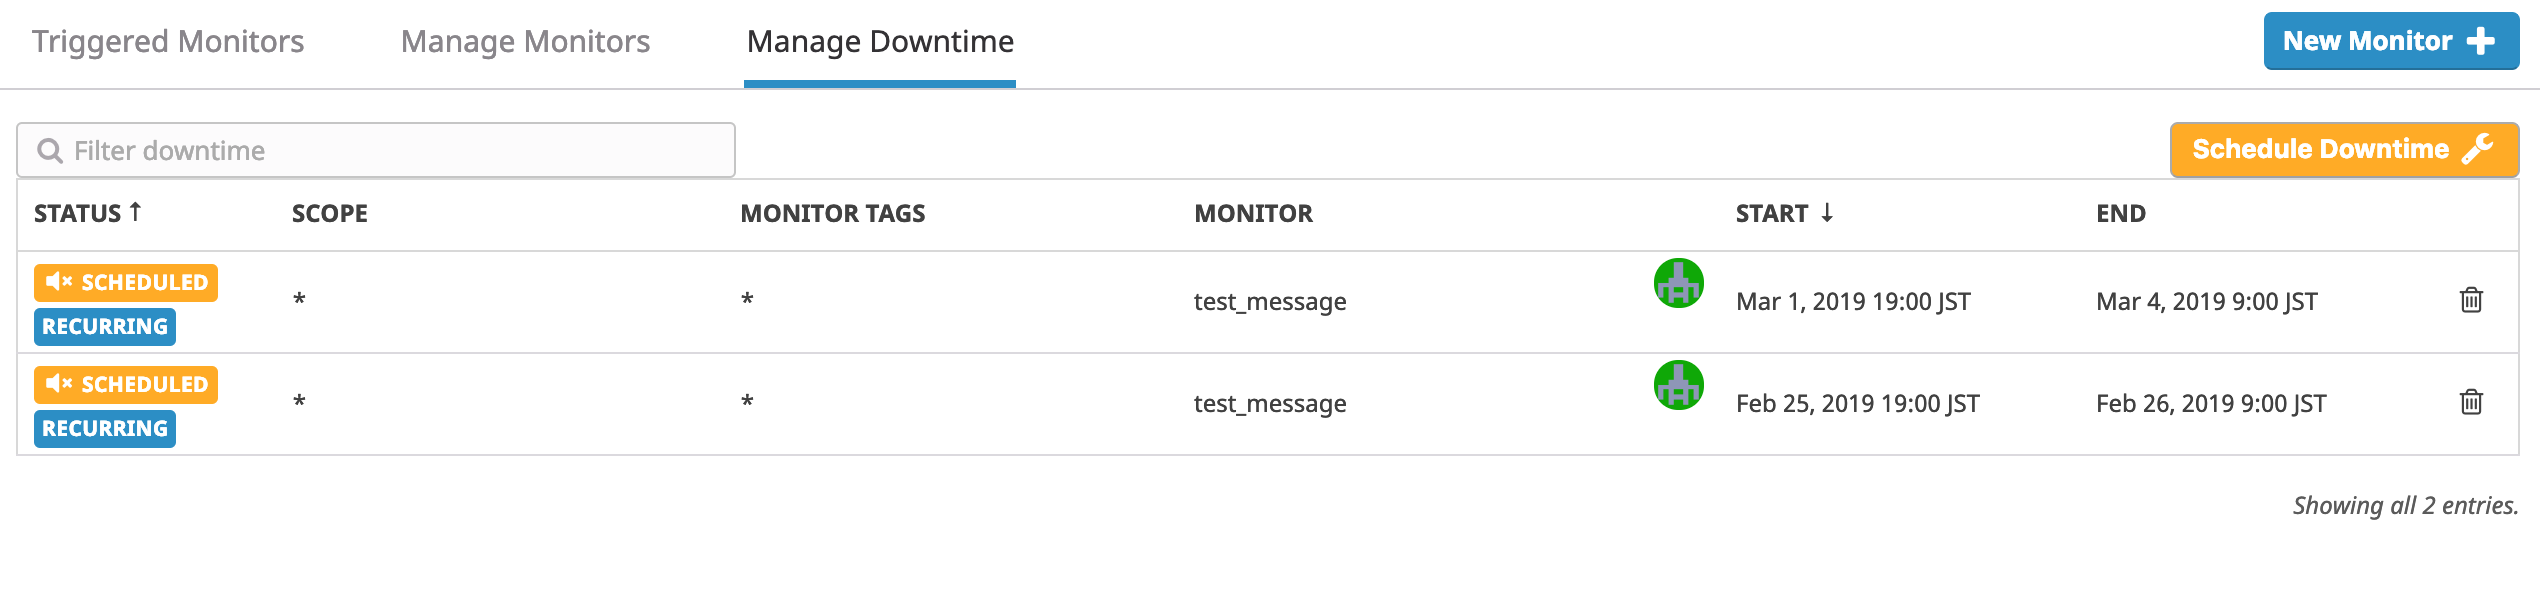 Triggered Monitors Manage Monitors Manage Downtime New Monitor
Filter downtime Schedule Downtime
STATUS ↑ SCOPE MONITOR TAGS MONITOR START ↓ END
SCHEDULED
* * test_message Mar 1, 2019 19:00 JST Mar 4, 2019 9:00 JST
RECURRING
SCHEDULED
* * test_message Feb 25, 2019 19:00 JST Feb 26, 2019 9:00 JST
RECURRING
Showing all 2 entries.